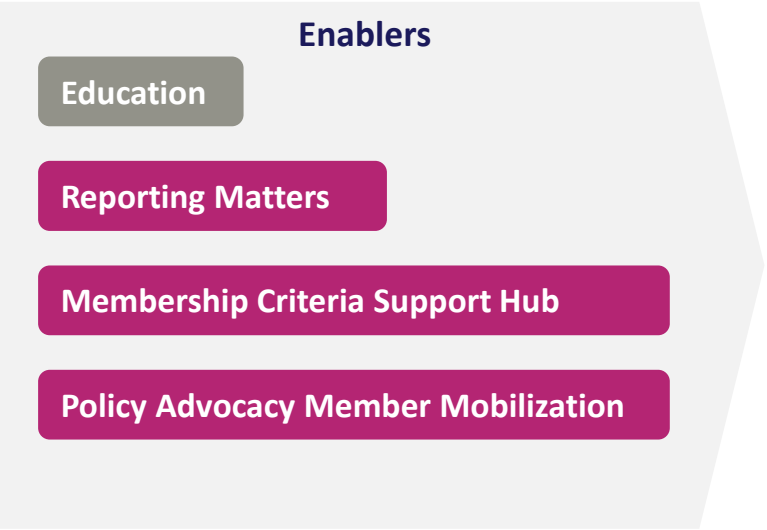 Enablers
Education
Reporting Matters
Membership Criteria Support Hub
Policy Advocacy Member Mobilization